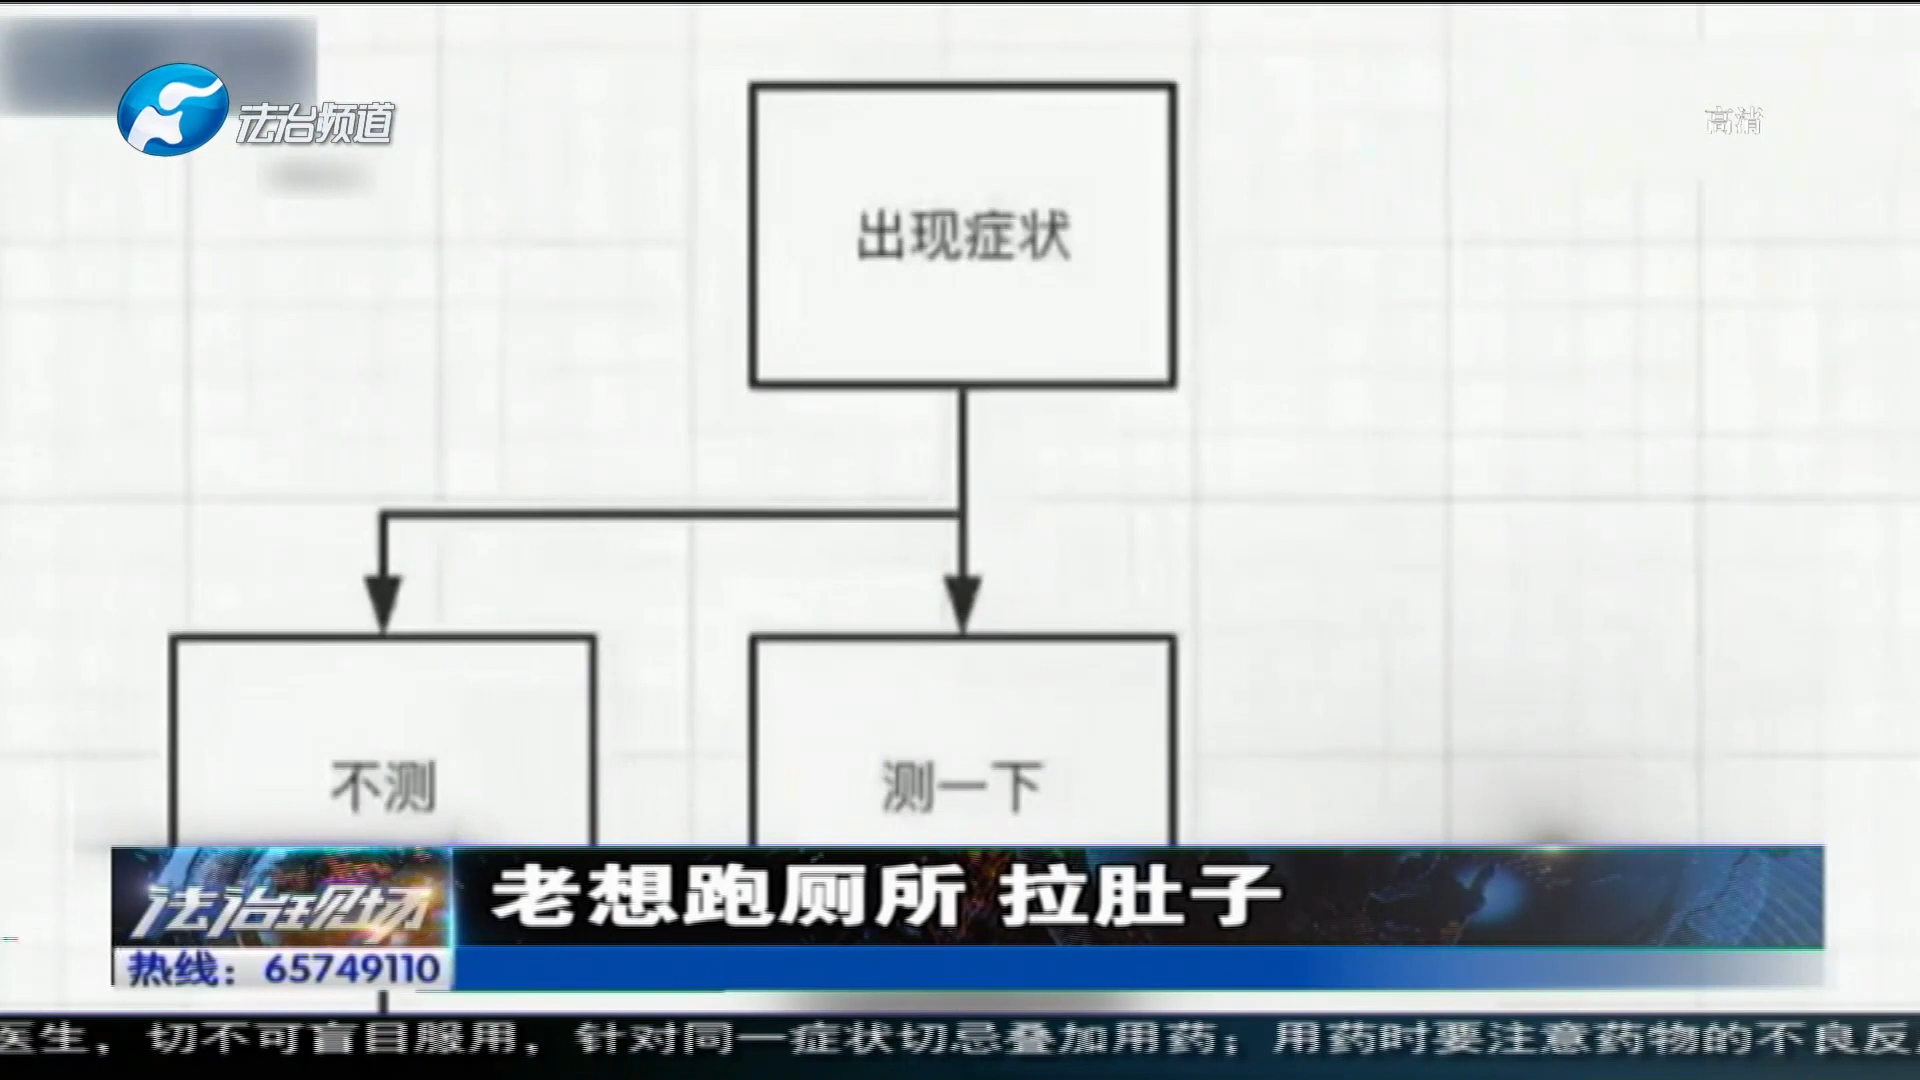 法治频道
高清
出现症状
不测
测一下
法治现场
老想跑厕所 拉肚子
热线：65749110
医生，切不可盲目服用，针对同一症状切忌叠加用药；用药时要注意药物的不良反